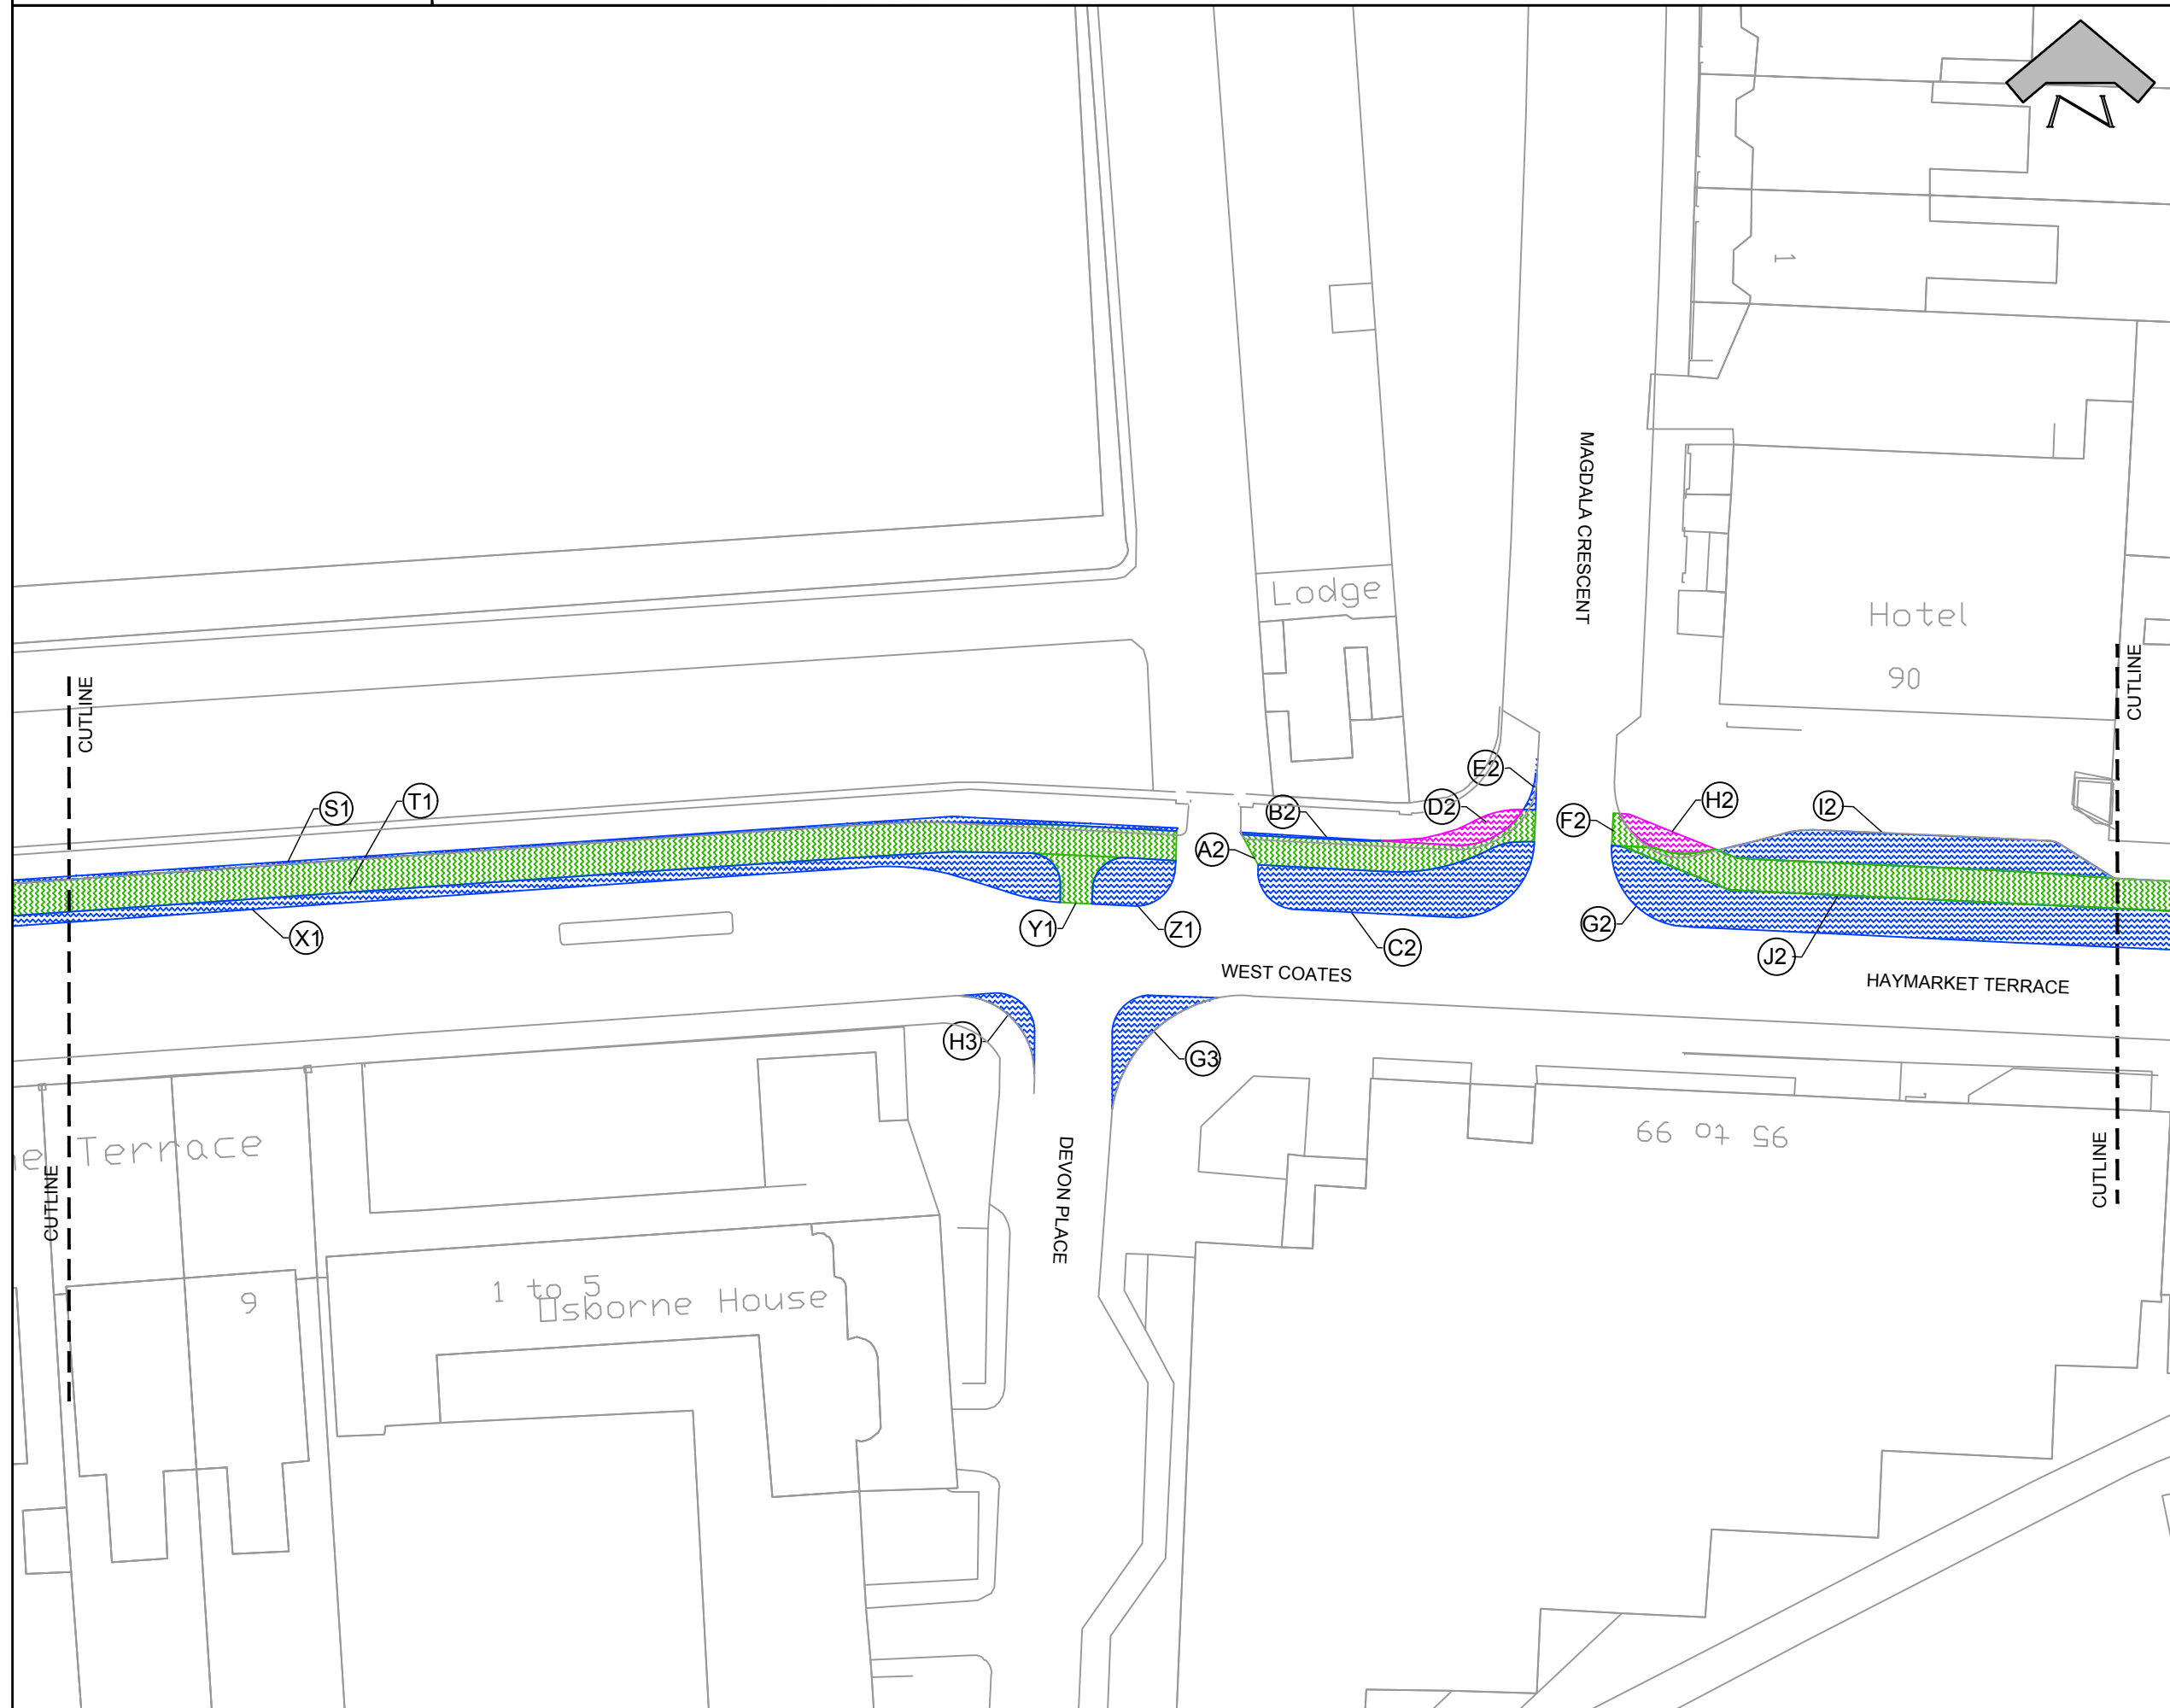 N
1
MAGDALA CRESCENT
Lodge
Hotel
90
CUTLINE
CUTLINE
S1
T1
E2
B2
D2
A2
F2
H2
I2
X1
Y1
Z1
C2
G2
J2
WEST COATES
HAYMARKET TERRACE
H3
G3
Terrace
CUTLINE
CUTLINE
DEVON PLACE
95 to 99
9
1 to 5
Osborne House